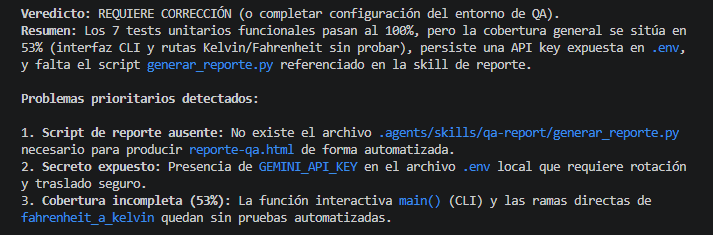 Veredicto: REQUIERE CORRECCIÓN (o completar configuración del entorno de QA).
Resumen: Los 7 tests unitarios funcionales pasan al 100%, pero la cobertura general se sitúa en
53% (interfaz CLI y rutas Kelvin/Fahrenheit sin probar), persiste una API key expuesta en .env,
y falta el script generar_reporte.py referenciado en la skill de reporte.

Problemas prioritarios detectados:

1. Script de reporte ausente: No existe el archivo .agents/skills/qa-report/generar_reporte.py
necesario para producir reporte-qa.html de forma automatizada.
2. Secreto expuesto: Presencia de GEMINI_API_KEY en el archivo .env local que requiere rotación
y traslado seguro.
3. Cobertura incompleta (53%): La función interactiva main() (CLI) y las ramas directas de
fahrenheit_a_kelvin quedan sin pruebas automatizadas.